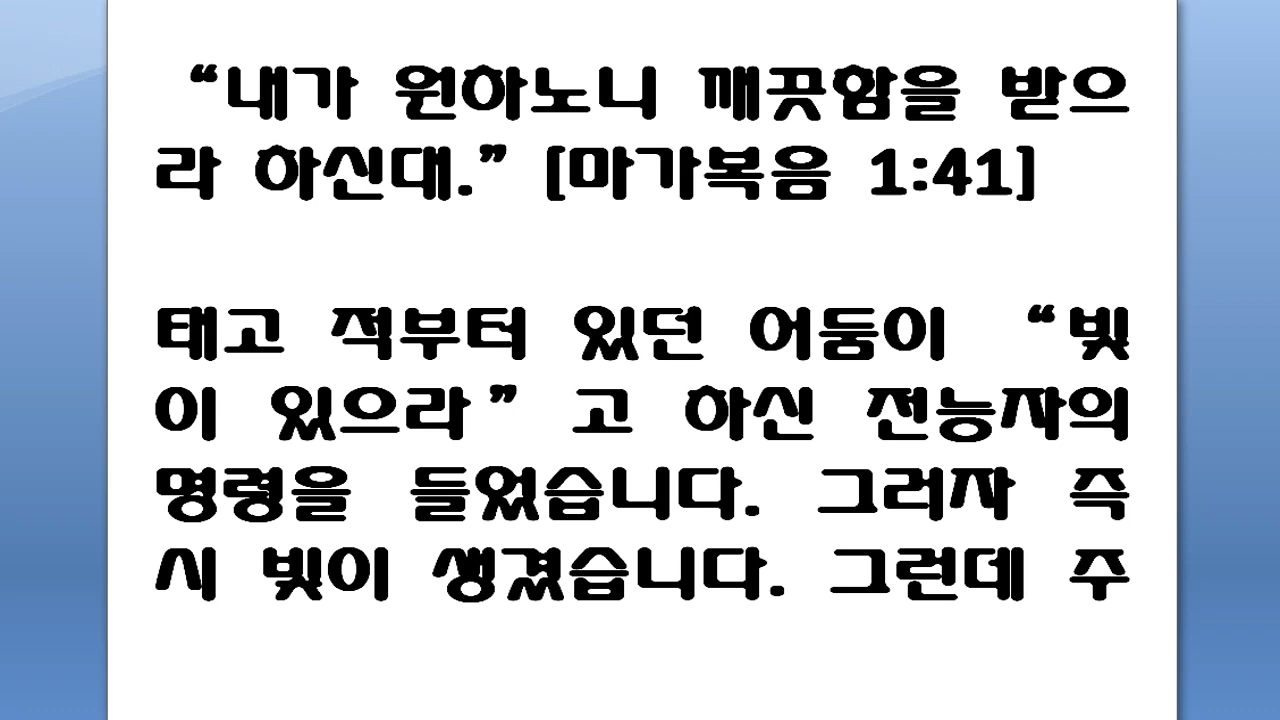 “내가 원하노니 깨끗함을 받으
라 하신대.” [마가복음 1:41]
태고 적부터 있던 어둠이 “빛
이 있으라” 고 하신 전능자의
명령을 들었습니다. 그러자 즉
시 빛이 생겼습니다. 그런데 주